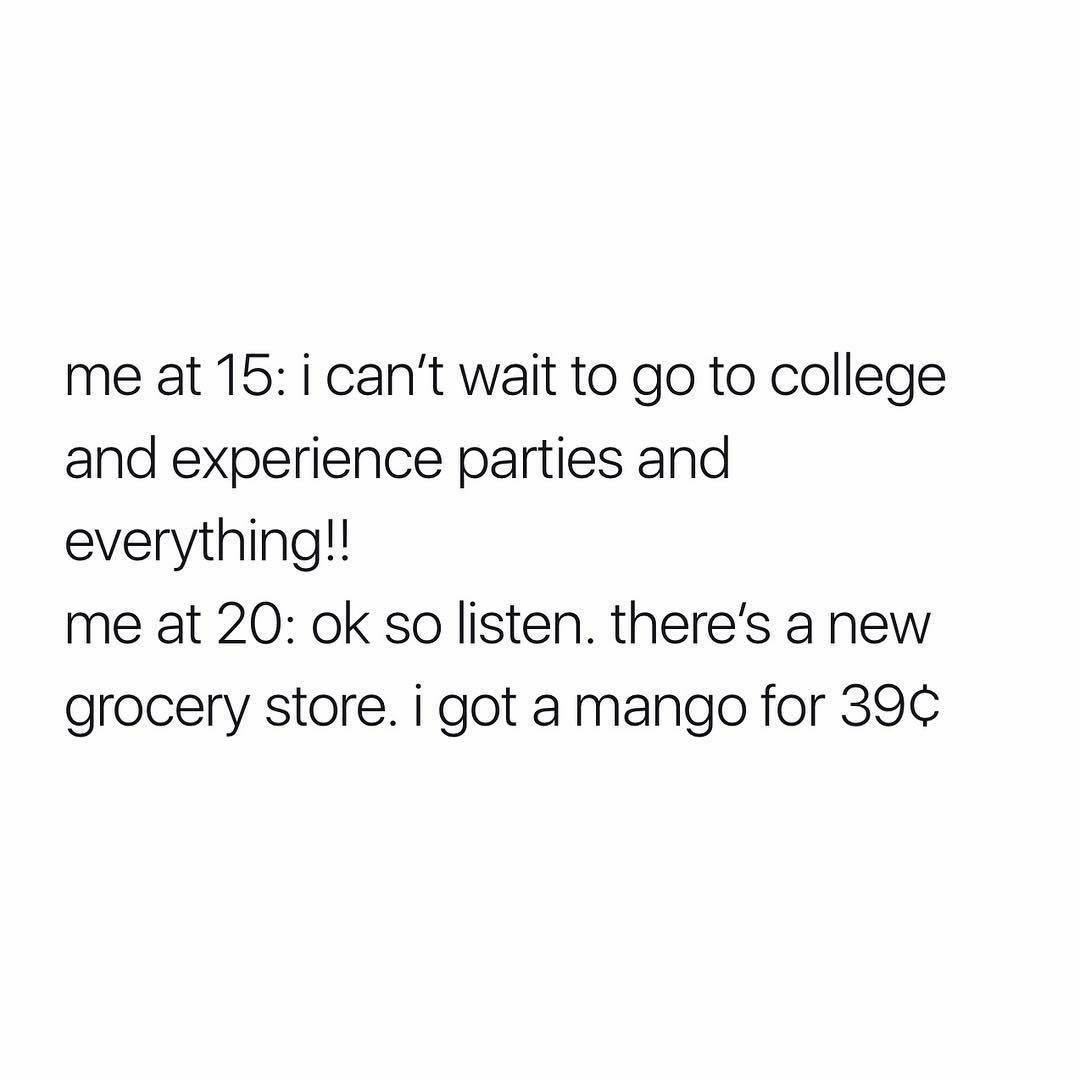 me at 15: i can’t wait to go to college
and experience parties and
everything!!
me at 20: ok so listen. there’s a new
grocery store. i got a mango for 39¢